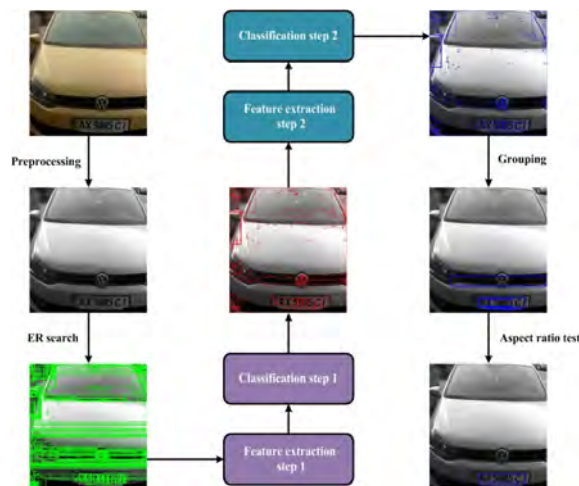 Classification step 2
Feature extraction
step 2
Preprocessing
Grouping
ER search
Aspect ratio test
Classification step 1
Feature extraction
step 1